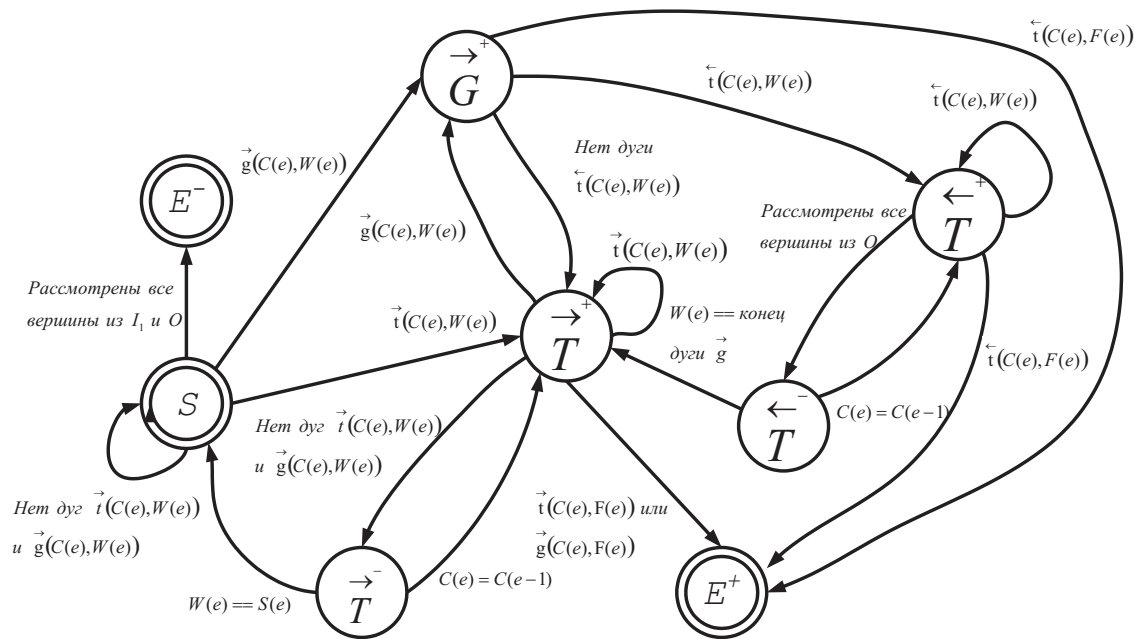 t⃖(C(e),F(e))
G⃗⁺
t⃖(C(e),W(e))
t⃖(C(e),W(e))
g⃗(C(e),W(e))
Нет дуги
t⃖(C(e),W(e))
E⁻
T⃖⁺
Рассмотрены все
вершины из O
g⃗(C(e),W(e))
t⃗(C(e),W(e))
Рассмотрены все
вершины из I₁ и O
t⃗(C(e),W(e))
T⃗⁺
W(e) == конец
дуги g⃗
t⃖(C(e),F(e))
S
T⃖⁻
C(e) = C(e−1)
Нет дуг t⃗(C(e),W(e))
и g⃗(C(e),W(e))
Нет дуг t⃗(C(e),W(e))
и g⃗(C(e),W(e))
t⃗(C(e),F(e)) или
g⃗(C(e),F(e))
C(e) = C(e−1)
W(e) == S(e)
T⃗⁻
E⁺